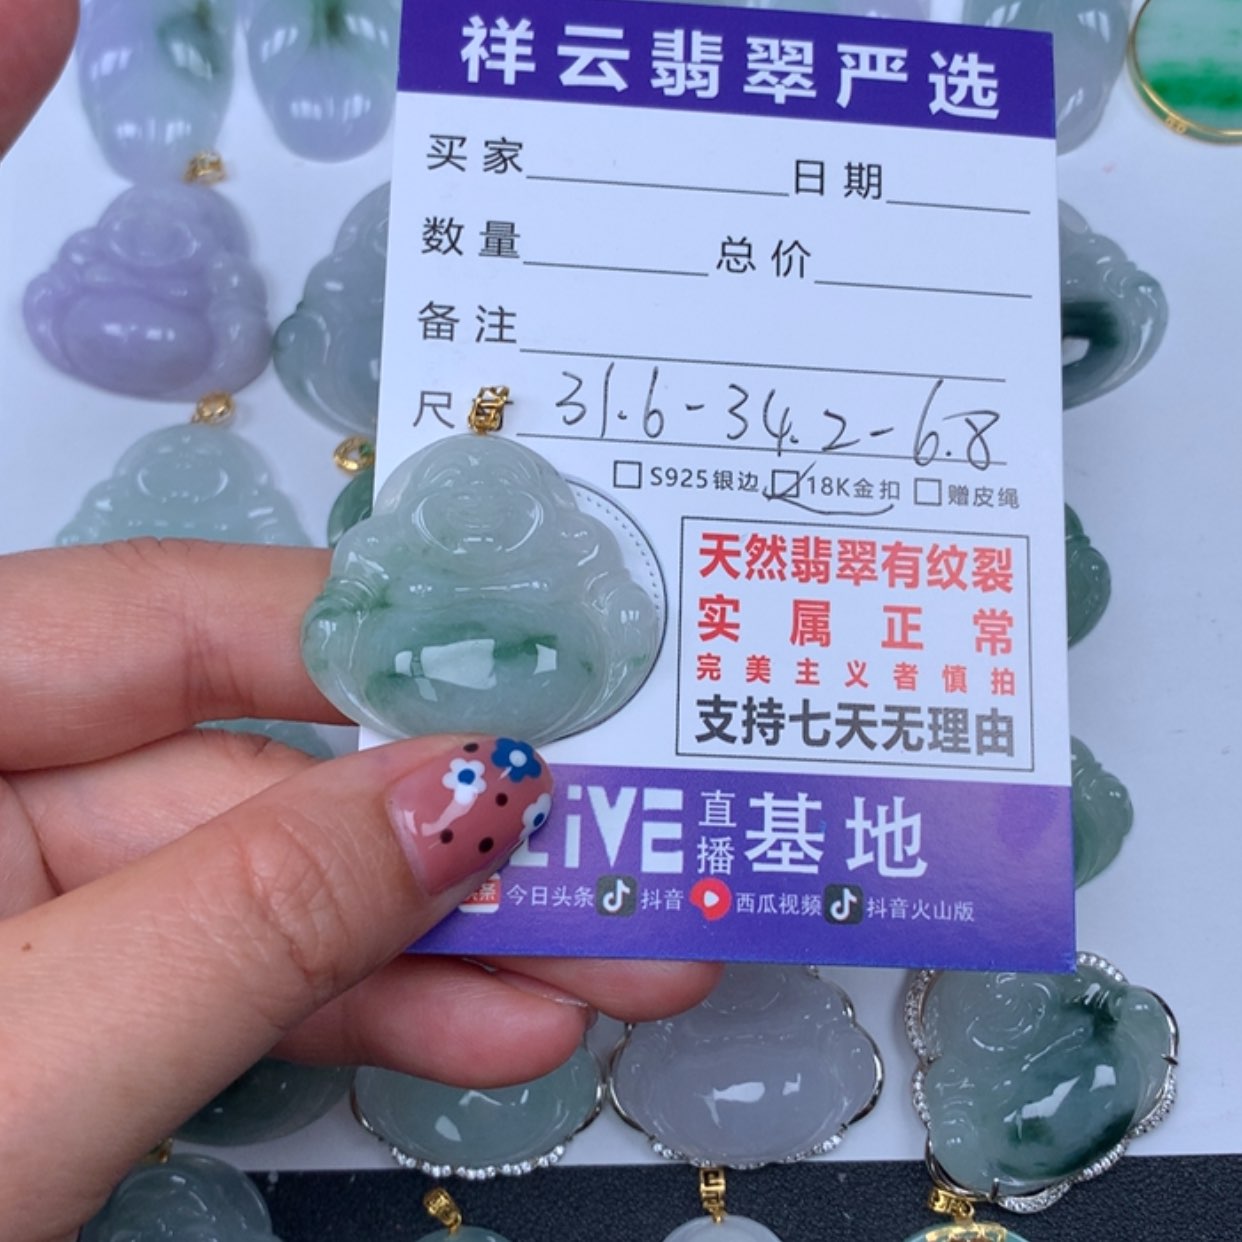 祥云翡翠严选
买家 日期
数量 总价
备注
尺 31.6-34.2-6.8
S925银边 18K金扣 赠皮绳
天然翡翠有纹裂
实属正常
完美主义者慎拍
支持七天无理由
LiVE 直播 基地
今日头条 抖音 西瓜视频 抖音火山版